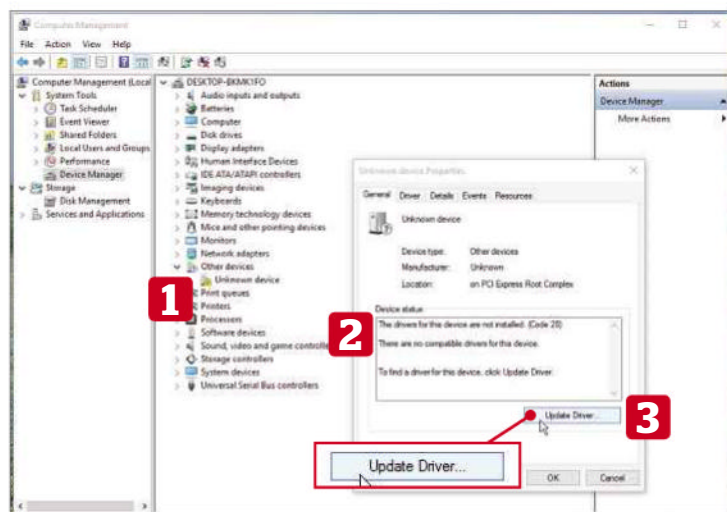 Computer Management
File Action View Help
Computer Management (Local
System Tools
Task Scheduler
Event Viewer
Shared Folders
Local Users and Groups
Performance
Device Manager
Storage
Disk Management
Services and Applications
DESKTOP-BKMK1FO
Audio inputs and outputs
Batteries
Computer
Disk drives
Display adapters
Human Interface Devices
IDE ATA/ATAPI controllers
Imaging devices
Keyboards
Memory technology devices
Mice and other pointing devices
Monitors
Network adapters
Other devices
Unknown device
Print queues
Printers
Processors
Software devices
Sound, video and game controlle
Storage controllers
System devices
Universal Serial Bus controllers
1
Actions
Device Manager
More Actions
Unknown device Properties
General Driver Details Events Resources
Unknown device
Device type: Other devices
Manufacturer: Unknown
Location: on PCI Express Root Complex
Device status
2
The drivers for this device are not installed. (Code 28)
There are no compatible drivers for this device.
To find a driver for this device, click Update Driver.
Update Driver...
3
Update Driver...
OK Cancel